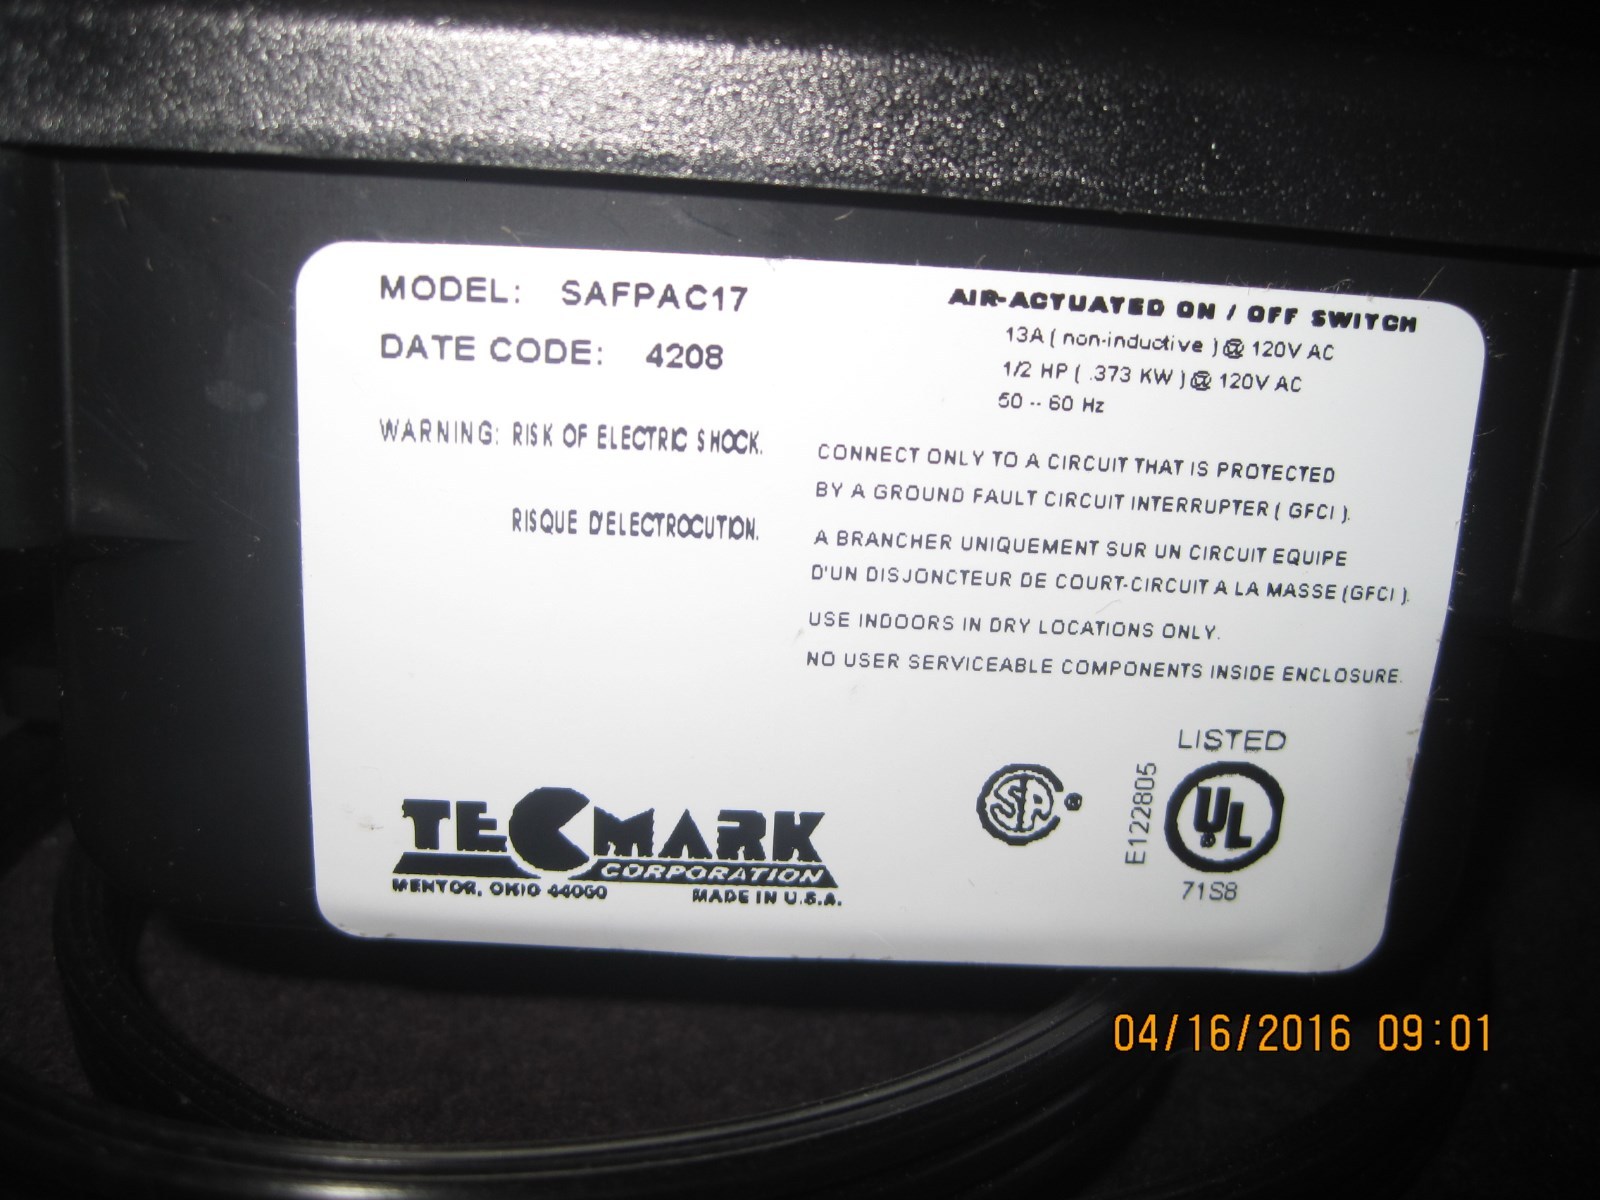 MODEL: SAFPAC17
DATE CODE: 4208
WARNING: RISK OF ELECTRIC SHOCK.
RISQUE D'ELECTROCUTION.
AIR-ACTUATED ON / OFF SWITCH
13A ( non-inductive ) @ 120V AC
1/2 HP ( .373 KW ) @ 120V AC
50 -- 60 Hz
CONNECT ONLY TO A CIRCUIT THAT IS PROTECTED
BY A GROUND FAULT CIRCUIT INTERRUPTER ( GFCI ).
A BRANCHER UNIQUEMENT SUR UN CIRCUIT EQUIPE
D'UN DISJONCTEUR DE COURT-CIRCUIT A LA MASSE (GFCI ).
USE INDOORS IN DRY LOCATIONS ONLY.
NO USER SERVICEABLE COMPONENTS INSIDE ENCLOSURE.
TECMARK
CORPORATION
MENTOR, OHIO 44060 MADE IN U.S.A.
SA ®
E122805
LISTED
UL ®
71S8
04/16/2016 09:01